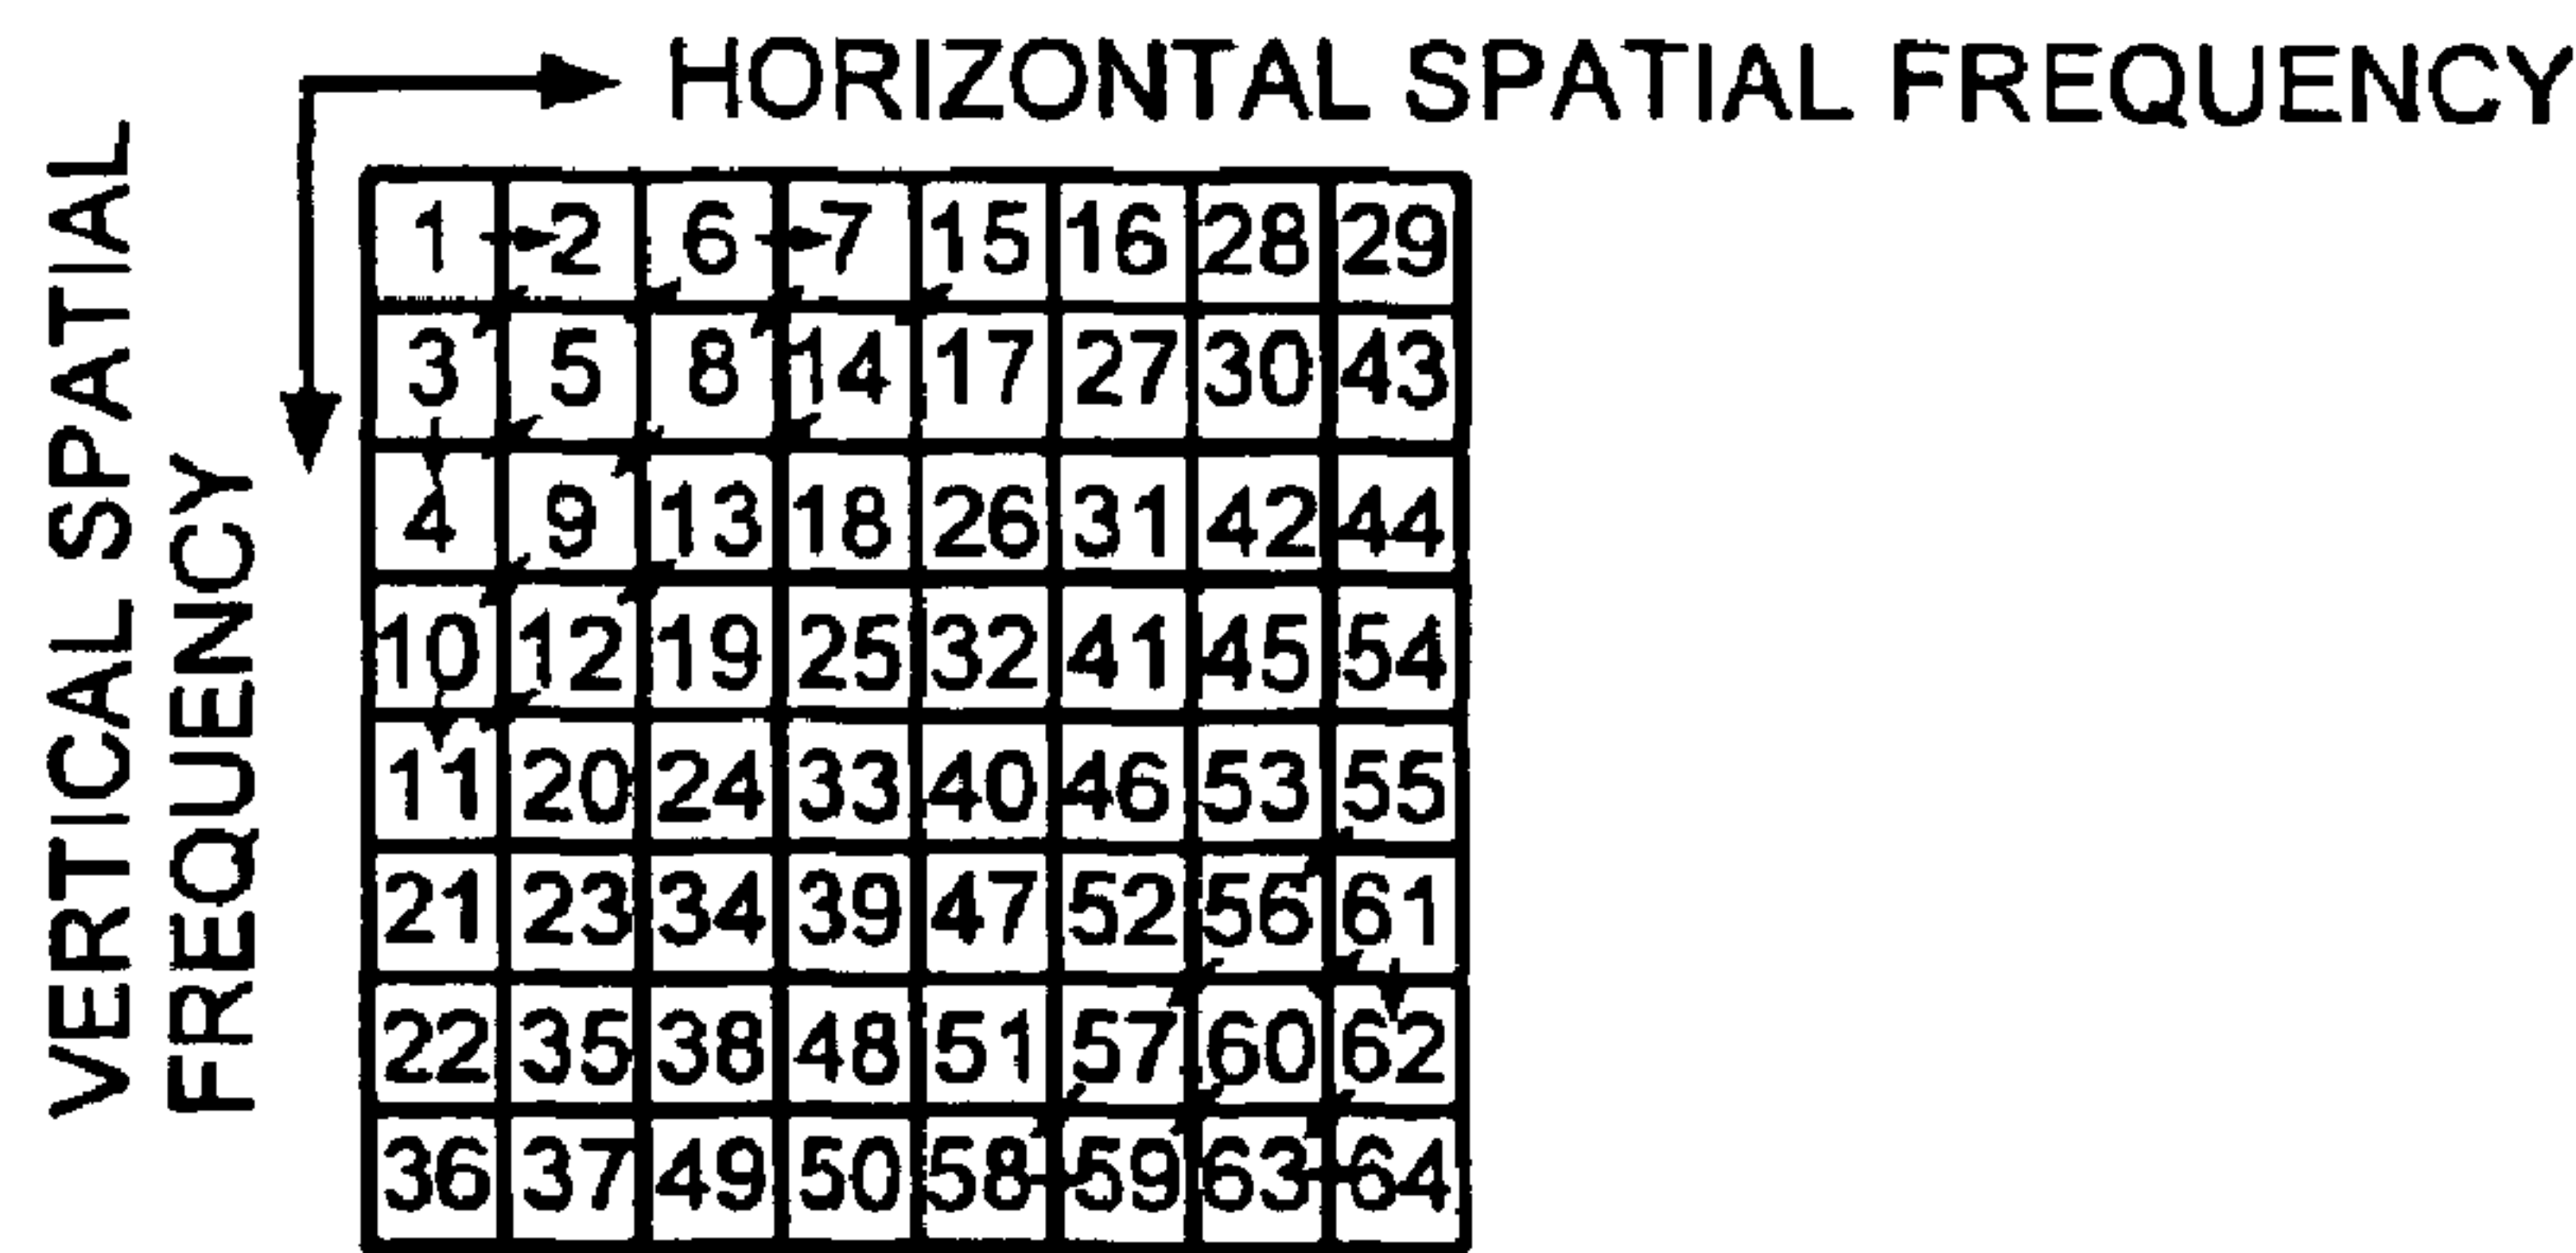 HORIZONTAL SPATIAL FREQUENCY
VERTICAL SPATIAL
FREQUENCY
1 2 6 7 15 16 28 29
3 5 8 14 17 27 30 43
4 9 13 18 26 31 42 44
10 12 19 25 32 41 45 54
11 20 24 33 40 46 53 55
21 23 34 39 47 52 56 61
22 35 38 48 51 57 60 62
36 37 49 50 58 59 63 64